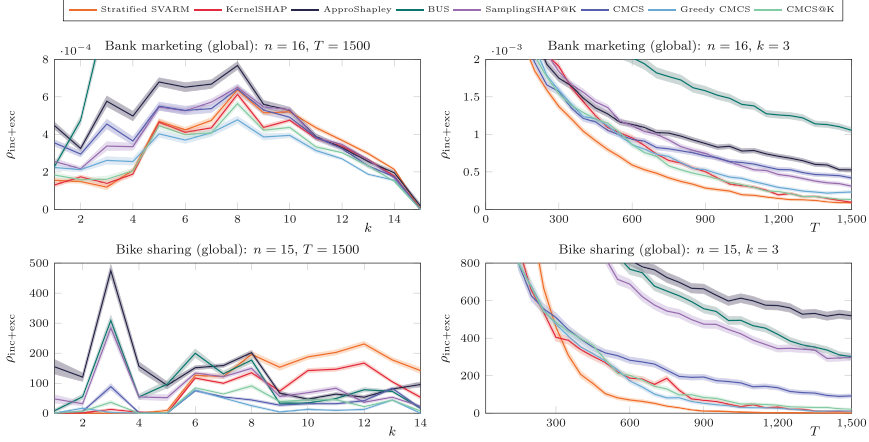 Stratified SVARM KernelSHAP ApproShapley BUS SamplingSHAP@K CMCS Greedy CMCS CMCS@K
Bank marketing (global): n = 16, T = 1500
·10⁻⁴
8
6
4
2
0
ρinc+exc
2 4 6 8 10 12 14
k
Bank marketing (global): n = 16, k = 3
·10⁻³
2
1.5
1
0.5
0
ρinc+exc
0 300 600 900 1,200 1,500
T
Bike sharing (global): n = 15, T = 1500
500
400
300
200
100
0
ρinc+exc
2 4 6 8 10 12 14
k
Bike sharing (global): n = 15, k = 3
800
600
400
200
0
ρinc+exc
300 600 900 1,200 1,500
T